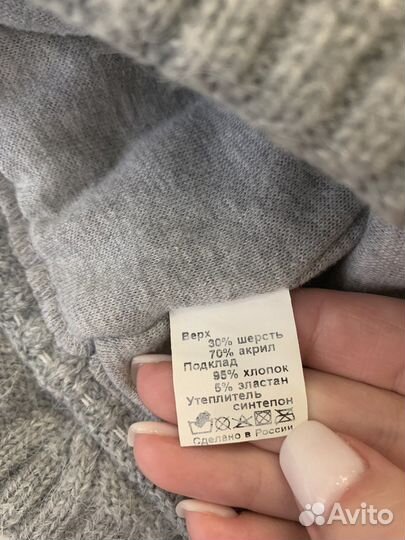 Верх
30% шерсть
70% акрил
Подклад
95% хлопок
5% эластан
Утеплитель
синтепон
Сделано в России
Avito